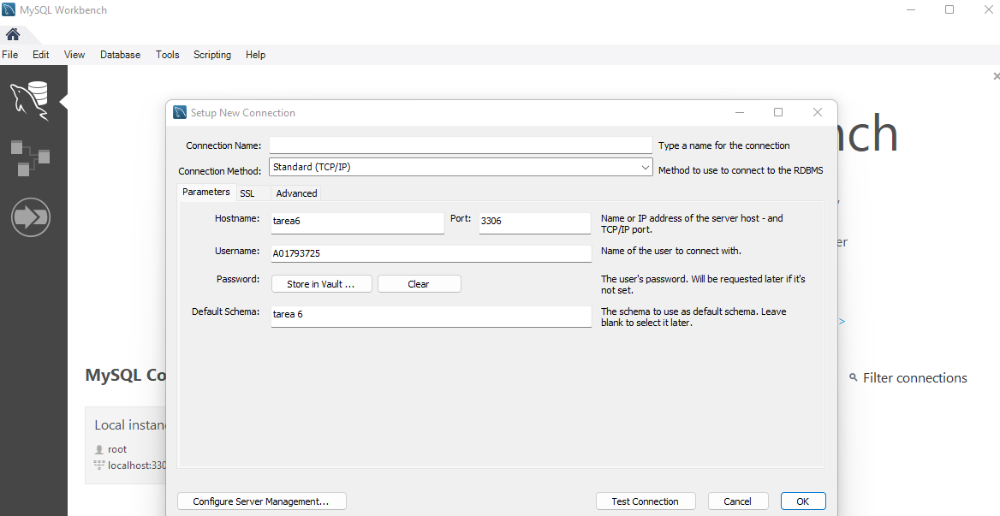 MySQL Workbench
File Edit View Database Tools Scripting Help
nch
Setup New Connection
Connection Name: Type a name for the connection
Connection Method: Standard (TCP/IP) Method to use to connect to the RDBMS
Parameters SSL Advanced
Hostname: tarea6 Port: 3306 Name or IP address of the server host - and
TCP/IP port.
Username: A01793725 Name of the user to connect with.
er
Password: Store in Vault ... Clear The user's password. Will be requested later if it's
not set.
Default Schema: tarea 6 The schema to use as default schema. Leave
blank to select it later.
>
MySQL Co
Filter connections
Local instan
root
localhost:330
Configure Server Management... Test Connection Cancel OK